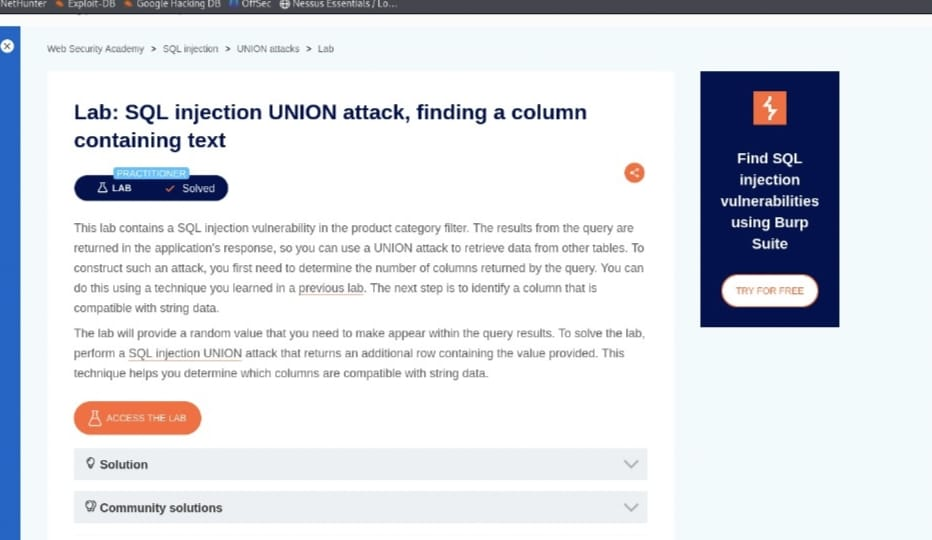 NetHunter Exploit-DB Google Hacking DB OffSec Nessus Essentials / Lo...
Web Security Academy > SQL injection > UNION attacks > Lab
Lab: SQL injection UNION attack, finding a column
containing text
PRACTITIONER
LAB Solved
This lab contains a SQL injection vulnerability in the product category filter. The results from the query are
returned in the application's response, so you can use a UNION attack to retrieve data from other tables. To
construct such an attack, you first need to determine the number of columns returned by the query. You can
do this using a technique you learned in a previous lab. The next step is to identify a column that is
compatible with string data.
The lab will provide a random value that you need to make appear within the query results. To solve the lab,
perform a SQL injection UNION attack that returns an additional row containing the value provided. This
technique helps you determine which columns are compatible with string data.
ACCESS THE LAB
Solution
Community solutions
Find SQL
injection
vulnerabilities
using Burp
Suite
TRY FOR FREE